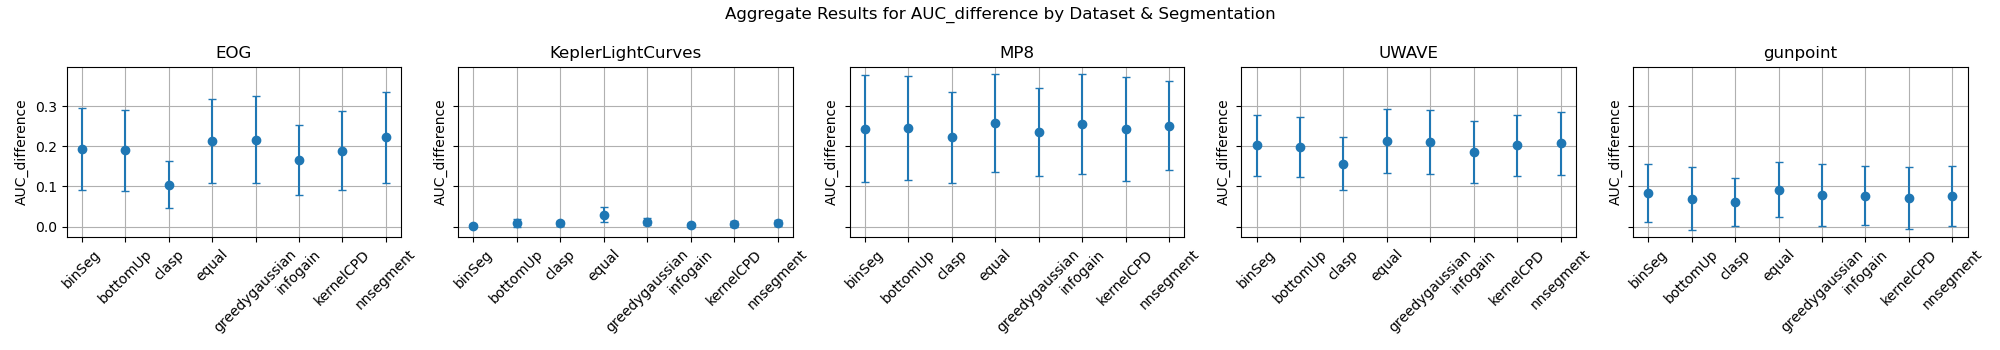 Aggregate Results for AUC_difference by Dataset & Segmentation
EOG
KeplerLightCurves
MP8
UWAVE
gunpoint
AUC_difference
0.3
0.2
0.1
0.0
binSeg
bottomUp
clasp
equal
greedygaussian
infogain
kernelCPD
nnsegment
AUC_difference
binSeg
bottomUp
clasp
equal
greedygaussian
infogain
kernelCPD
nnsegment
AUC_difference
binSeg
bottomUp
clasp
equal
greedygaussian
infogain
kernelCPD
nnsegment
AUC_difference
binSeg
bottomUp
clasp
equal
greedygaussian
infogain
kernelCPD
nnsegment
AUC_difference
binSeg
bottomUp
clasp
equal
greedygaussian
infogain
kernelCPD
nnsegment